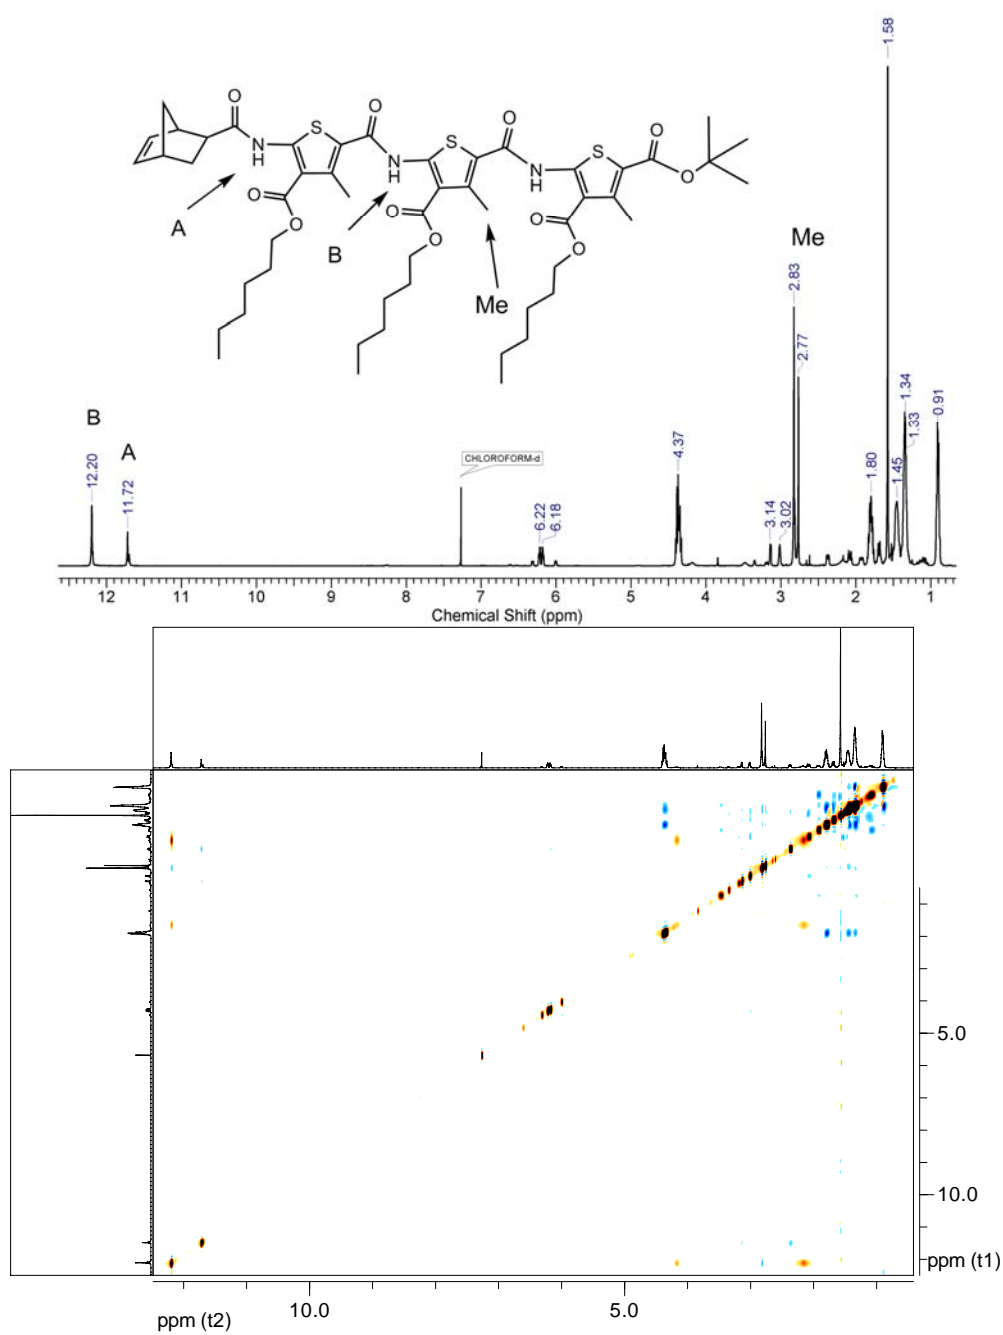 1.58
O
O
O
O
S
S
S
N
H
N
H
N
H
O
A
B
O
O
O
O
O
O
Me
Me
2.83
2.77
B
A
12.20
11.72
CHLOROFORM-d
6.22
6.18
4.37
3.14
3.02
1.80
1.45
1.34
1.33
0.91
12 11 10 9 8 7 6 5 4 3 2 1
Chemical Shift (ppm)
5.0
10.0
ppm (t1)
10.0 5.0
ppm (t2)